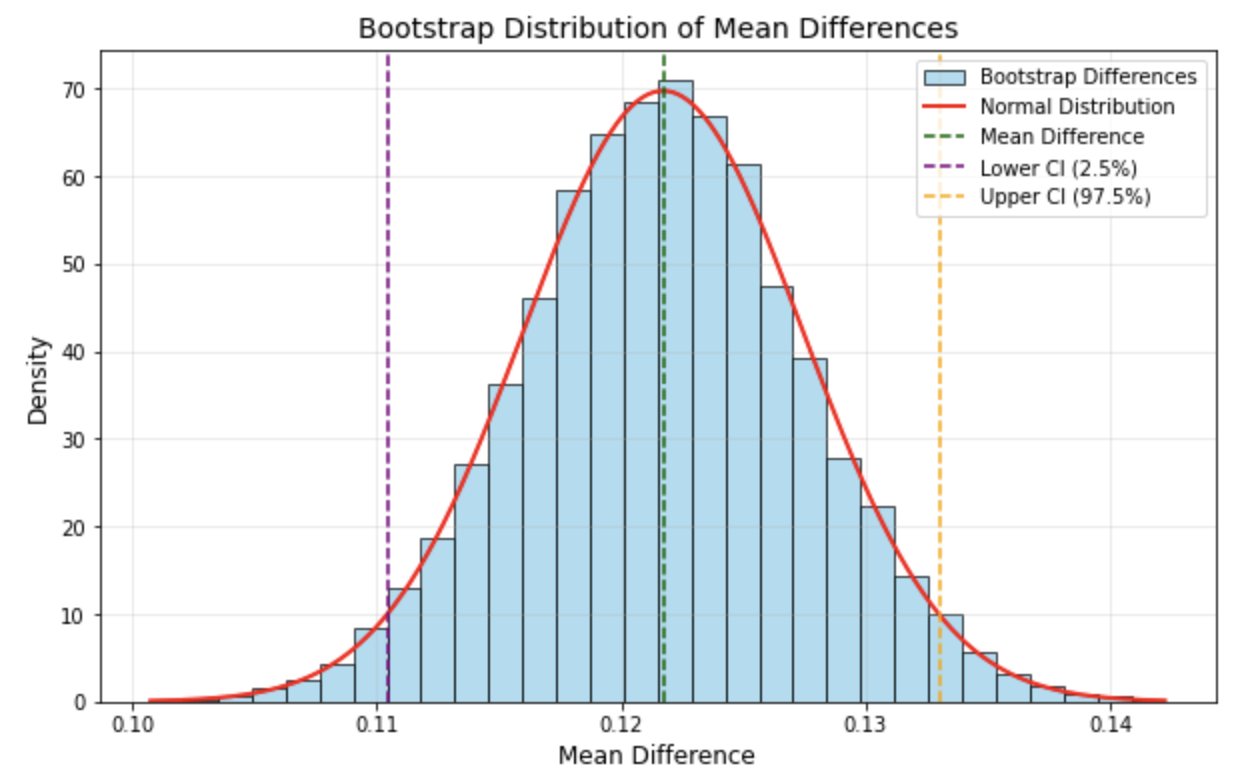 Bootstrap Distribution of Mean Differences
Bootstrap Differences
Normal Distribution
Mean Difference
Lower CI (2.5%)
Upper CI (97.5%)
70
60
50
40
30
20
10
0
Density
0.10 0.11 0.12 0.13 0.14
Mean Difference